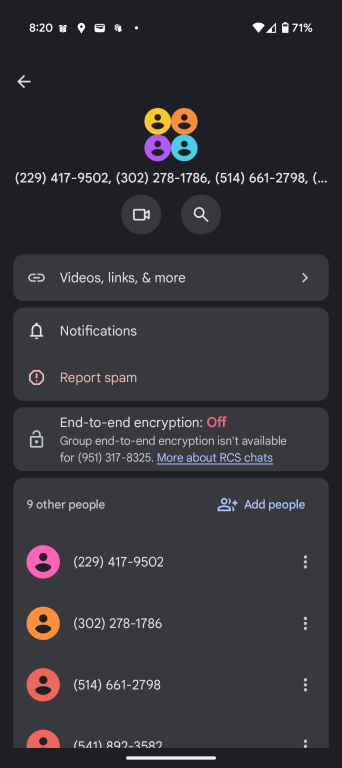 8:20
71%
(229) 417-9502, (302) 278-1786, (514) 661-2798, (...
Videos, links, & more
Notifications
Report spam
End-to-end encryption: Off
Group end-to-end encryption isn't available
for (951) 317-8325. More about RCS chats
9 other people
Add people
(229) 417-9502
(302) 278-1786
(514) 661-2798
(541) 892-3582